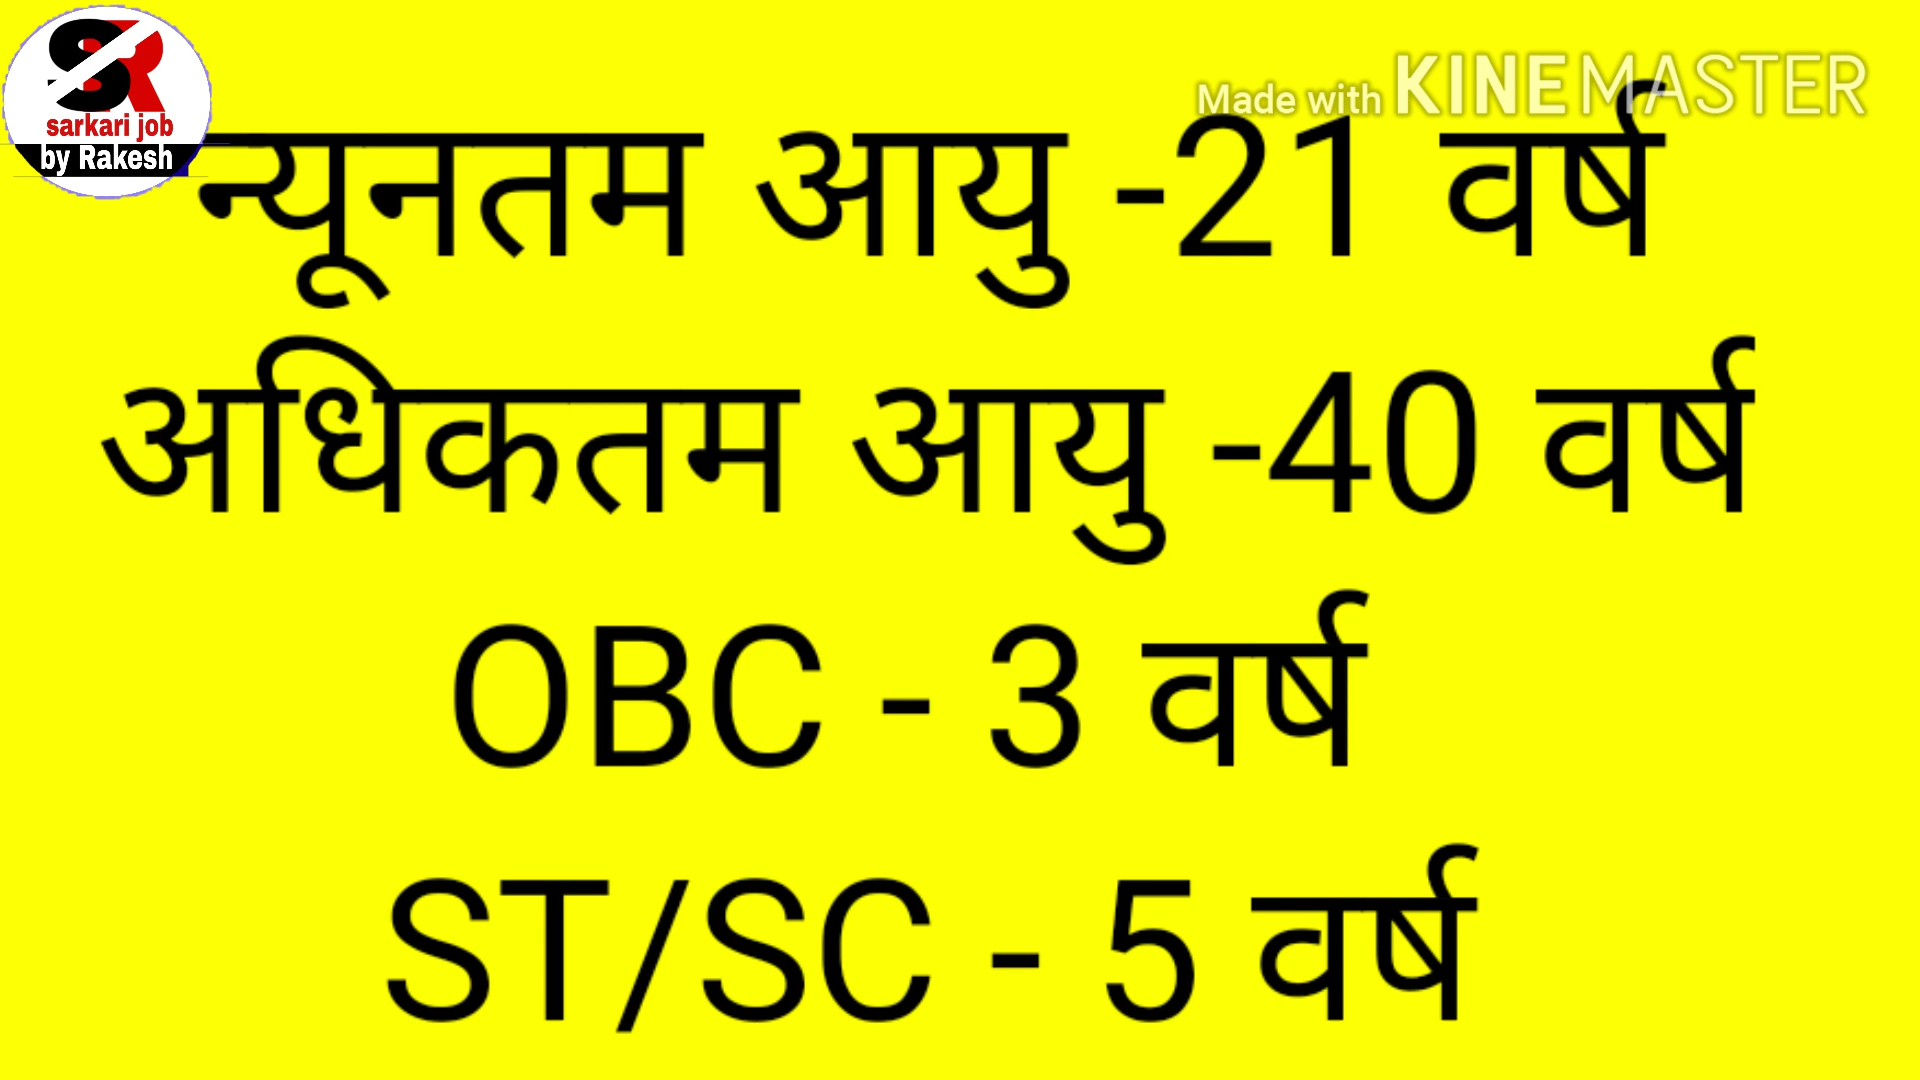 SR
sarkari job
by Rakesh
Made with KINEMASTER
न्यूनतम आयु -21 वर्ष
अधिकतम आयु -40 वर्ष
OBC - 3 वर्ष
ST/SC - 5 वर्ष